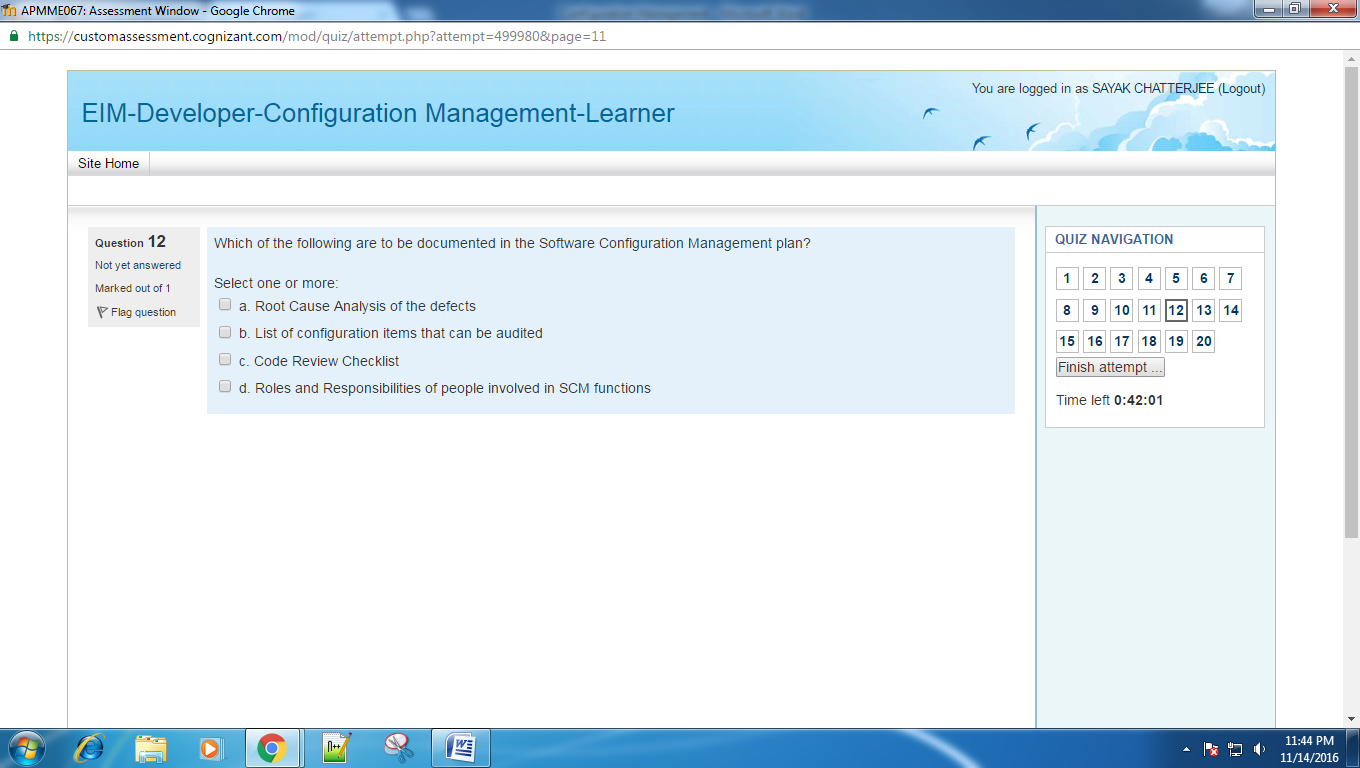 APMME067: Assessment Window - Google Chrome
https://customassessment.cognizant.com/mod/quiz/attempt.php?attempt=499980&page=11
You are logged in as SAYAK CHATTERJEE (Logout)
EIM-Developer-Configuration Management-Learner
Site Home
Question 12
Not yet answered
Marked out of 1
Flag question
Which of the following are to be documented in the Software Configuration Management plan?
Select one or more:
a. Root Cause Analysis of the defects
b. List of configuration items that can be audited
c. Code Review Checklist
d. Roles and Responsibilities of people involved in SCM functions
QUIZ NAVIGATION
1 2 3 4 5 6 7
8 9 10 11 12 13 14
15 16 17 18 19 20
Finish attempt ...
Time left 0:42:01
11:44 PM
11/14/2016